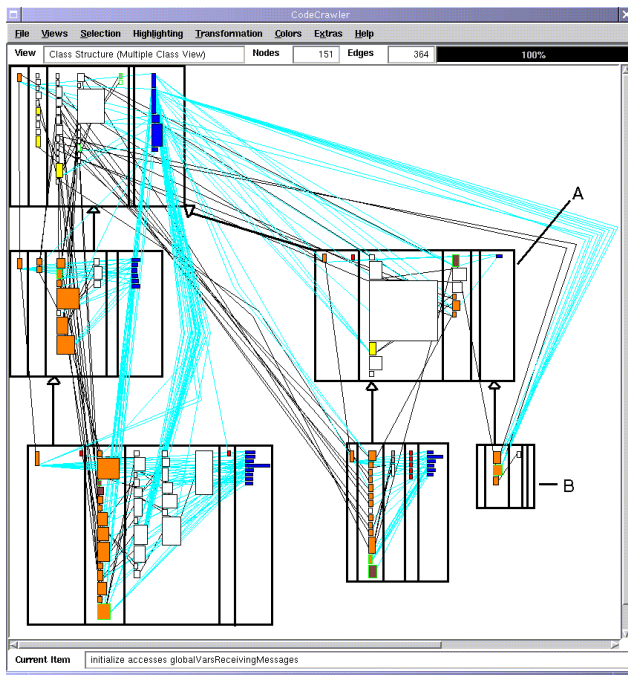 CodeCrawler
File Views Selection Highlighting Transformation Colors Extras Help
View Class Structure (Multiple Class View) Nodes 151 Edges 364 100%
A
B
Current Item initialize accesses globalVarsReceivingMessages